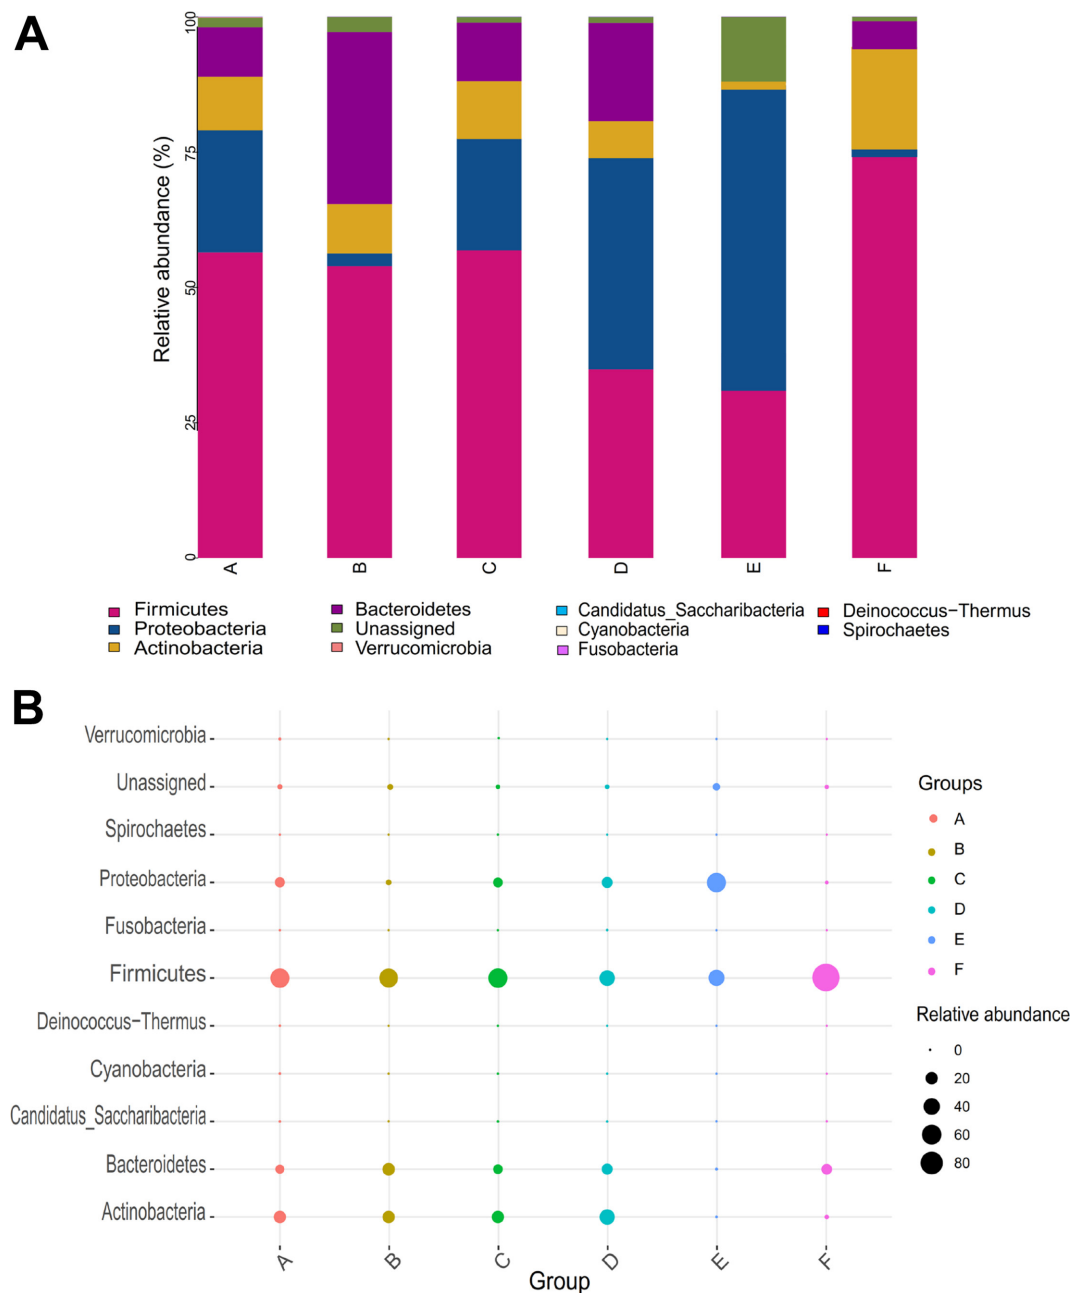 A
Relative abundance (%)
100
75
50
25
0
A B C D E F
Firmicutes Bacteroidetes Candidatus_Saccharibacteria Deinococcus-Thermus
Proteobacteria Unassigned Cyanobacteria Spirochaetes
Actinobacteria Verrucomicrobia Fusobacteria
B
Verrucomicrobia
Unassigned
Spirochaetes
Proteobacteria
Fusobacteria
Firmicutes
Deinococcus-Thermus
Cyanobacteria
Candidatus_Saccharibacteria
Bacteroidetes
Actinobacteria
A B C D E F
Group
Groups
A
B
C
D
E
F
Relative abundance
0
20
40
60
80